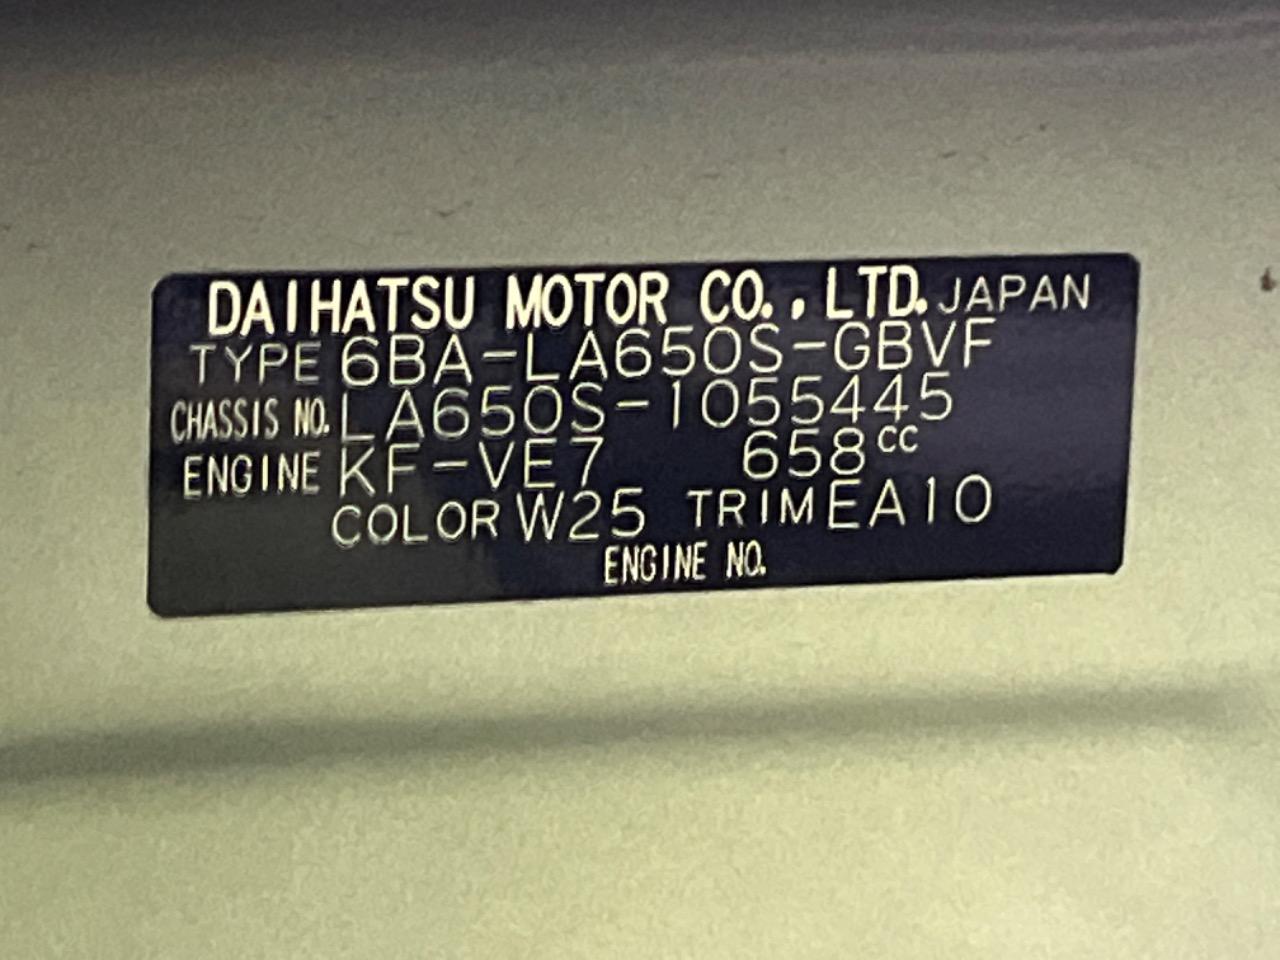 DAIHATSU MOTOR CO., LTD. JAPAN
TYPE 6BA-LA650S-GBVF
CHASSIS NO. LA650S-1055445
ENGINE KF-VE7 658cc
COLOR W25 TRIM EA10
ENGINE NO.